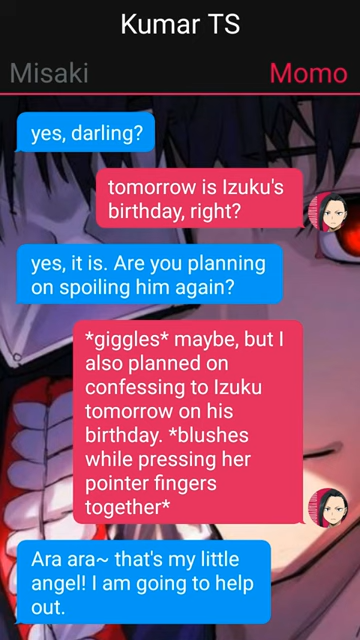 Kumar TS
Misaki
Momo
yes, darling?
tomorrow is Izuku's
birthday, right?
yes, it is. Are you planning
on spoiling him again?
*giggles* maybe, but I
also planned on
confessing to Izuku
tomorrow on his
birthday. *blushes
while pressing her
pointer fingers
together*
Ara ara~ that's my little
angel! I am going to help
out.